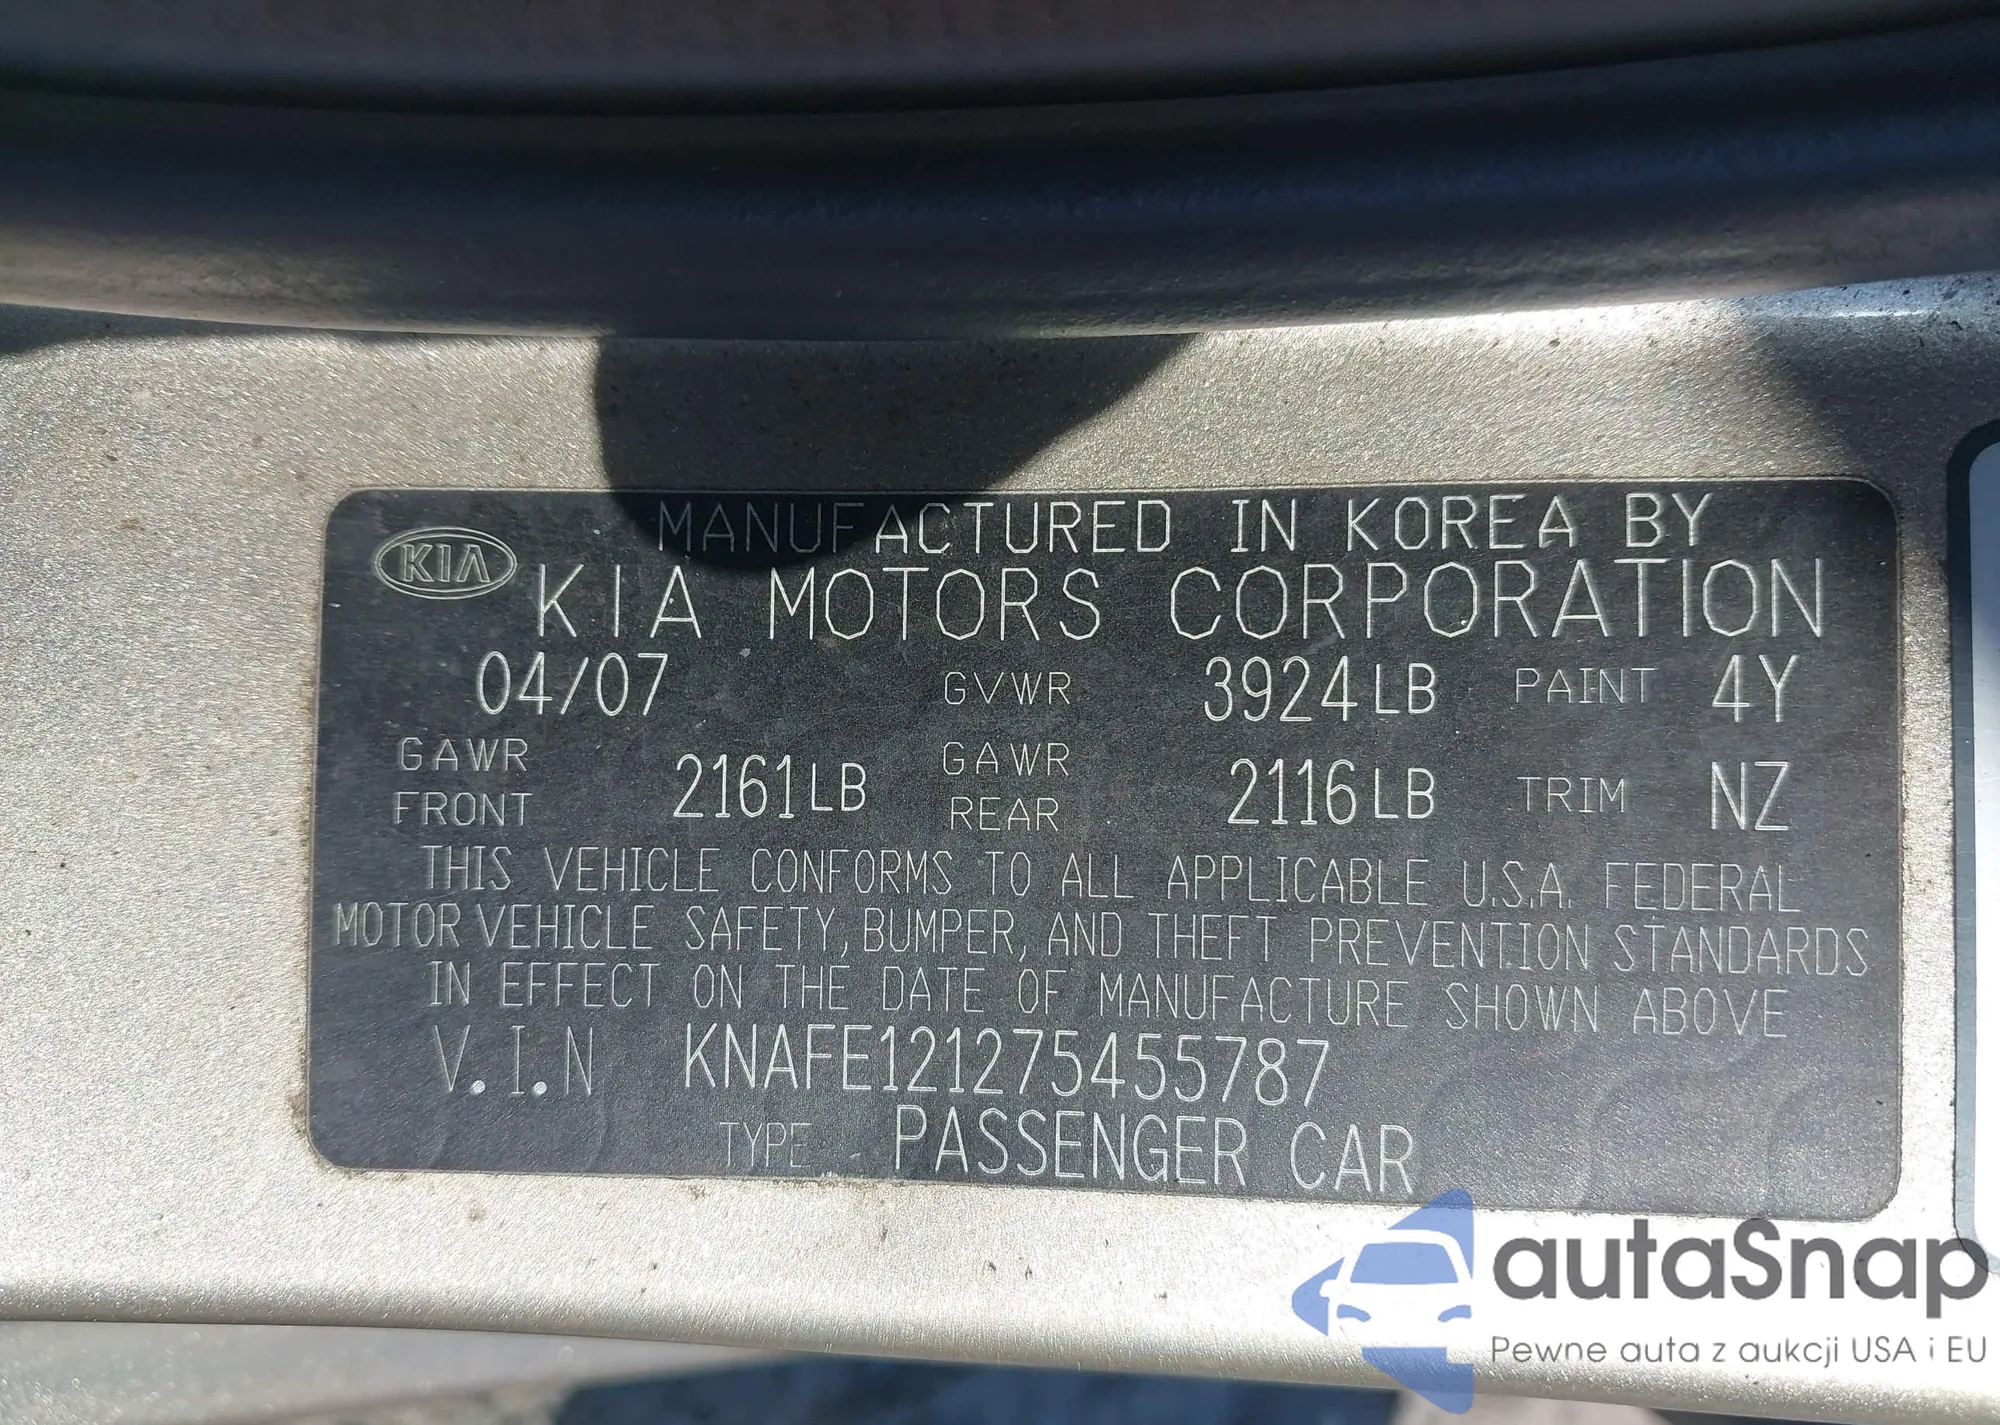 MANUFACTURED IN KOREA BY
KIA KIA MOTORS CORPORATION
04/07 GVWR 3924LB PAINT 4Y
GAWR FRONT 2161LB GAWR REAR 2116LB TRIM NZ
THIS VEHICLE CONFORMS TO ALL APPLICABLE U.S.A. FEDERAL
MOTOR VEHICLE SAFETY, BUMPER, AND THEFT PREVENTION STANDARDS
IN EFFECT ON THE DATE OF MANUFACTURE SHOWN ABOVE
V.I.N KNAFE121275455787
TYPE PASSENGER CAR
autaSnap
Pewne auta z aukcji USA i EU